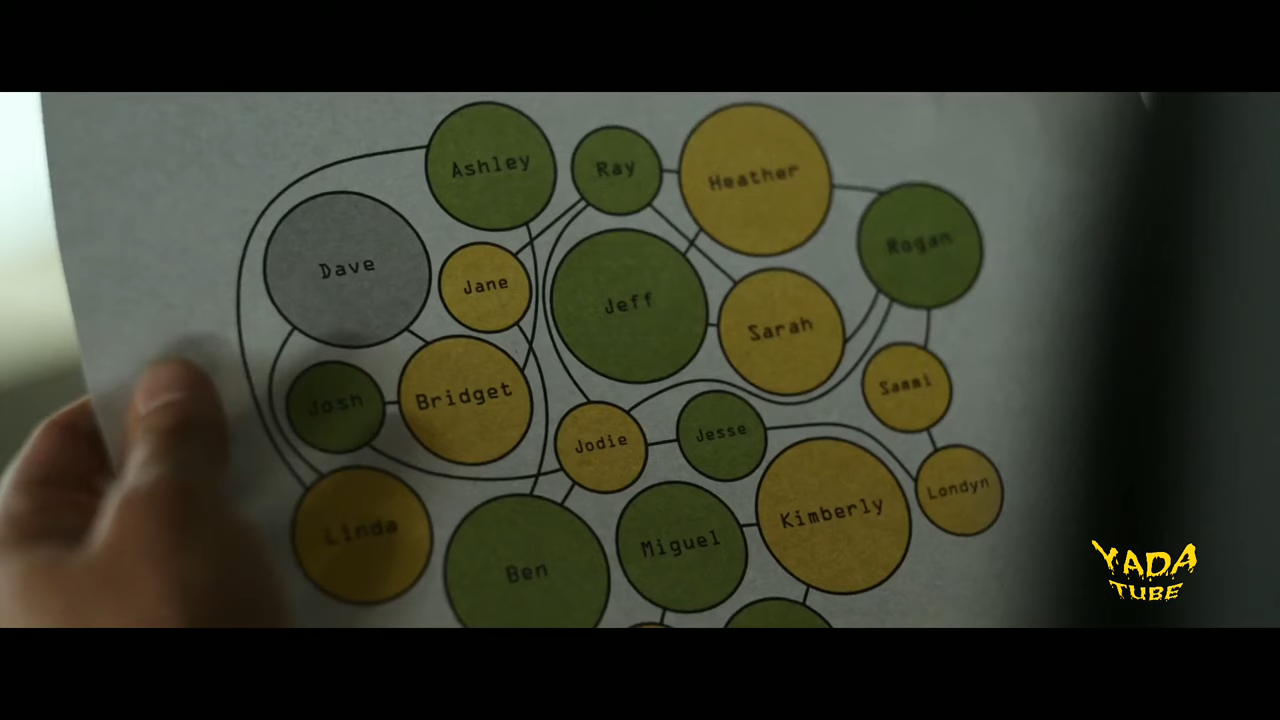 Ashley
Ray
Heather
Rogan
Dave
Jane
Jeff
Sarah
Josh
Bridget
Jodie
Jesse
Sammi
Linda
Ben
Miguel
Kimberly
Londyn
YADA
TUBE